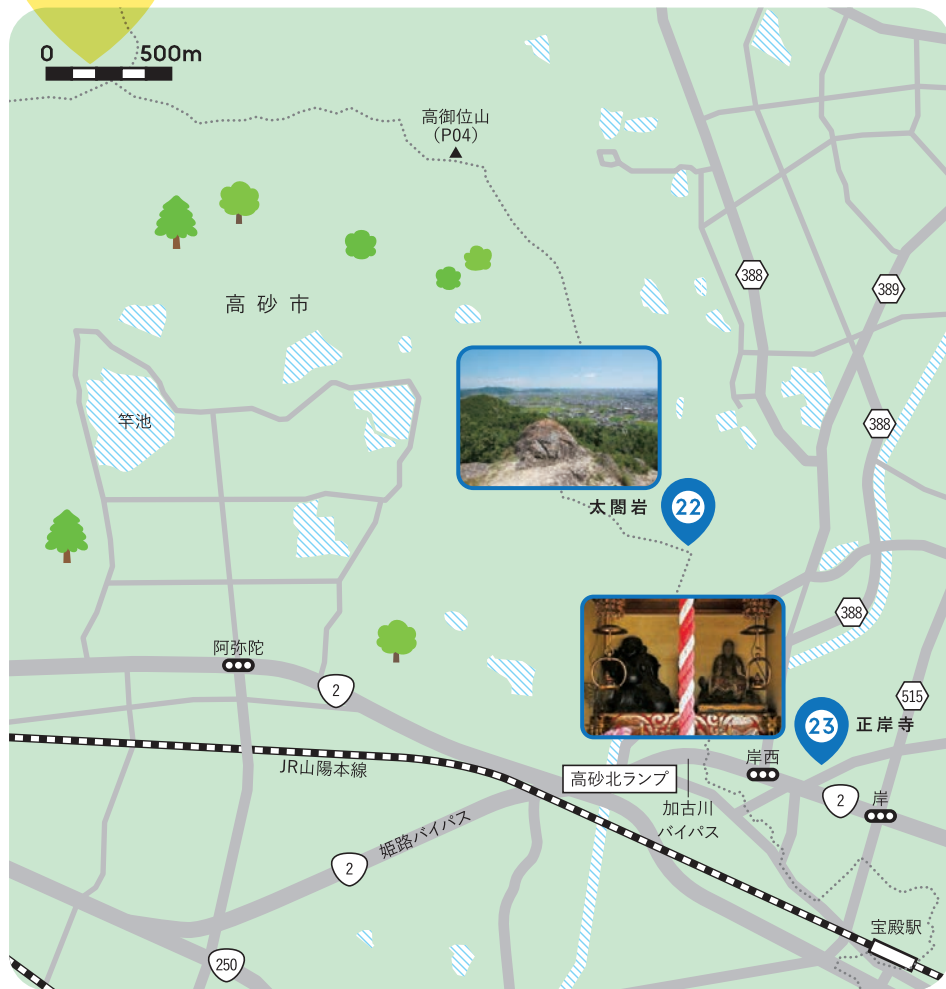 0 500m
高御位山
(P04)
388
389
高砂市
竿池
388
太閤岩
22
388
阿弥陀
2
515
23
正岸寺
岸西
JR山陽本線
高砂北ランプ
2
岸
加古川
バイパス
姫路バイパス
2
宝殿駅
250